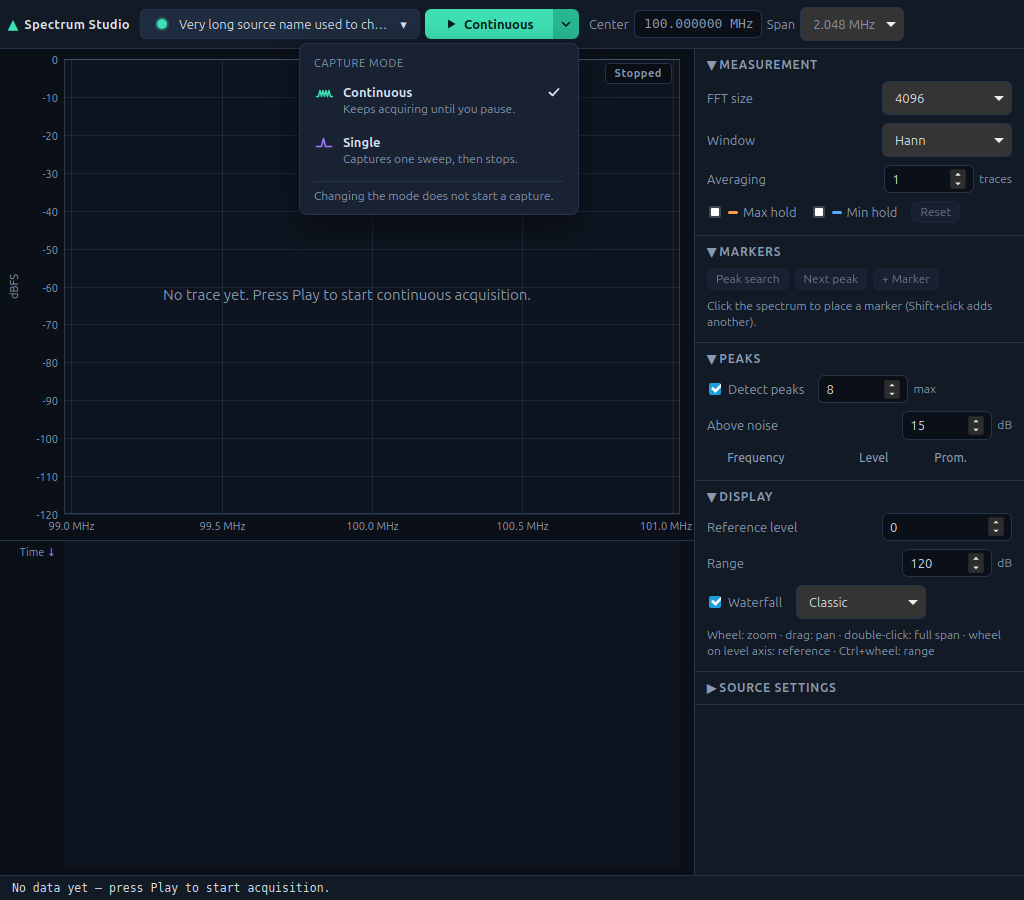 ▲ Spectrum Studio
Very long source name used to ch… ▼
Continuous
Center 100.000000 MHz
Span 2.048 MHz
CAPTURE MODE
Continuous
Keeps acquiring until you pause.
Single
Captures one sweep, then stops.
Changing the mode does not start a capture.
Stopped
0
-10
-20
-30
-40
-50
-60
-70
-80
-90
-100
-110
-120
dBFS
No trace yet. Press Play to start continuous acquisition.
99.0 MHz 99.5 MHz 100.0 MHz 100.5 MHz 101.0 MHz
Time ↓
▼ MEASUREMENT
FFT size 4096
Window Hann
Averaging 1 traces
Max hold Min hold Reset
▼ MARKERS
Peak search Next peak + Marker
Click the spectrum to place a marker (Shift+click adds
another).
▼ PEAKS
Detect peaks 8 max
Above noise 15 dB
Frequency Level Prom.
▼ DISPLAY
Reference level 0
Range 120 dB
Waterfall Classic
Wheel: zoom · drag: pan · double-click: full span · wheel
on level axis: reference · Ctrl+wheel: range
▶ SOURCE SETTINGS
No data yet — press Play to start acquisition.